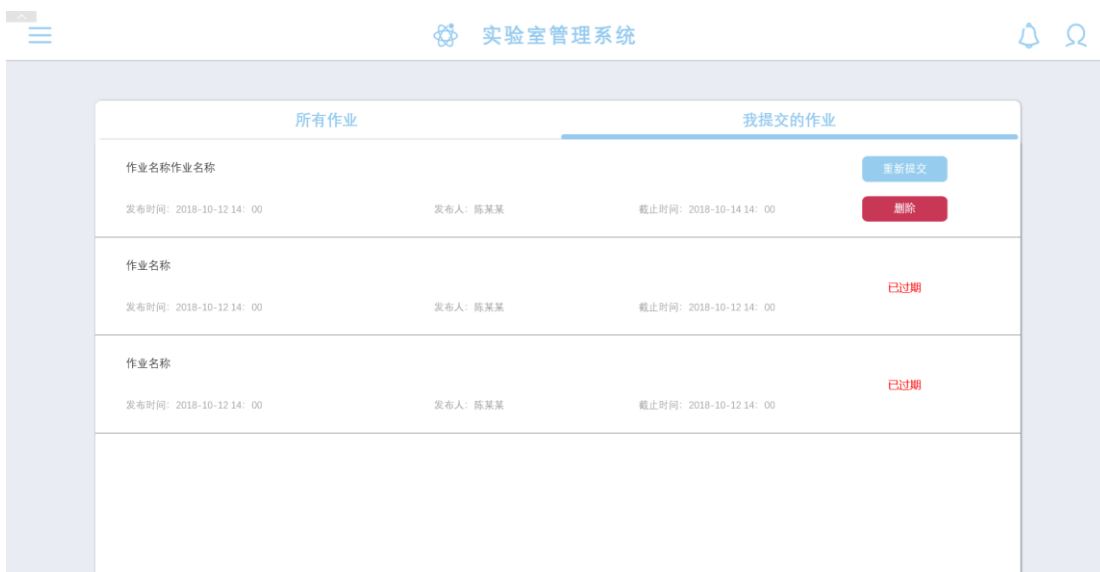 实验室管理系统
所有作业 我提交的作业
作业名称作业名称 重新提交
发布时间：2018-10-12 14：00 发布人：陈某某 截止时间：2018-10-14 14：00 删除
作业名称
已过期
发布时间：2018-10-12 14：00 发布人：陈某某 截止时间：2018-10-12 14：00
作业名称
已过期
发布时间：2018-10-12 14：00 发布人：陈某某 截止时间：2018-10-12 14：00